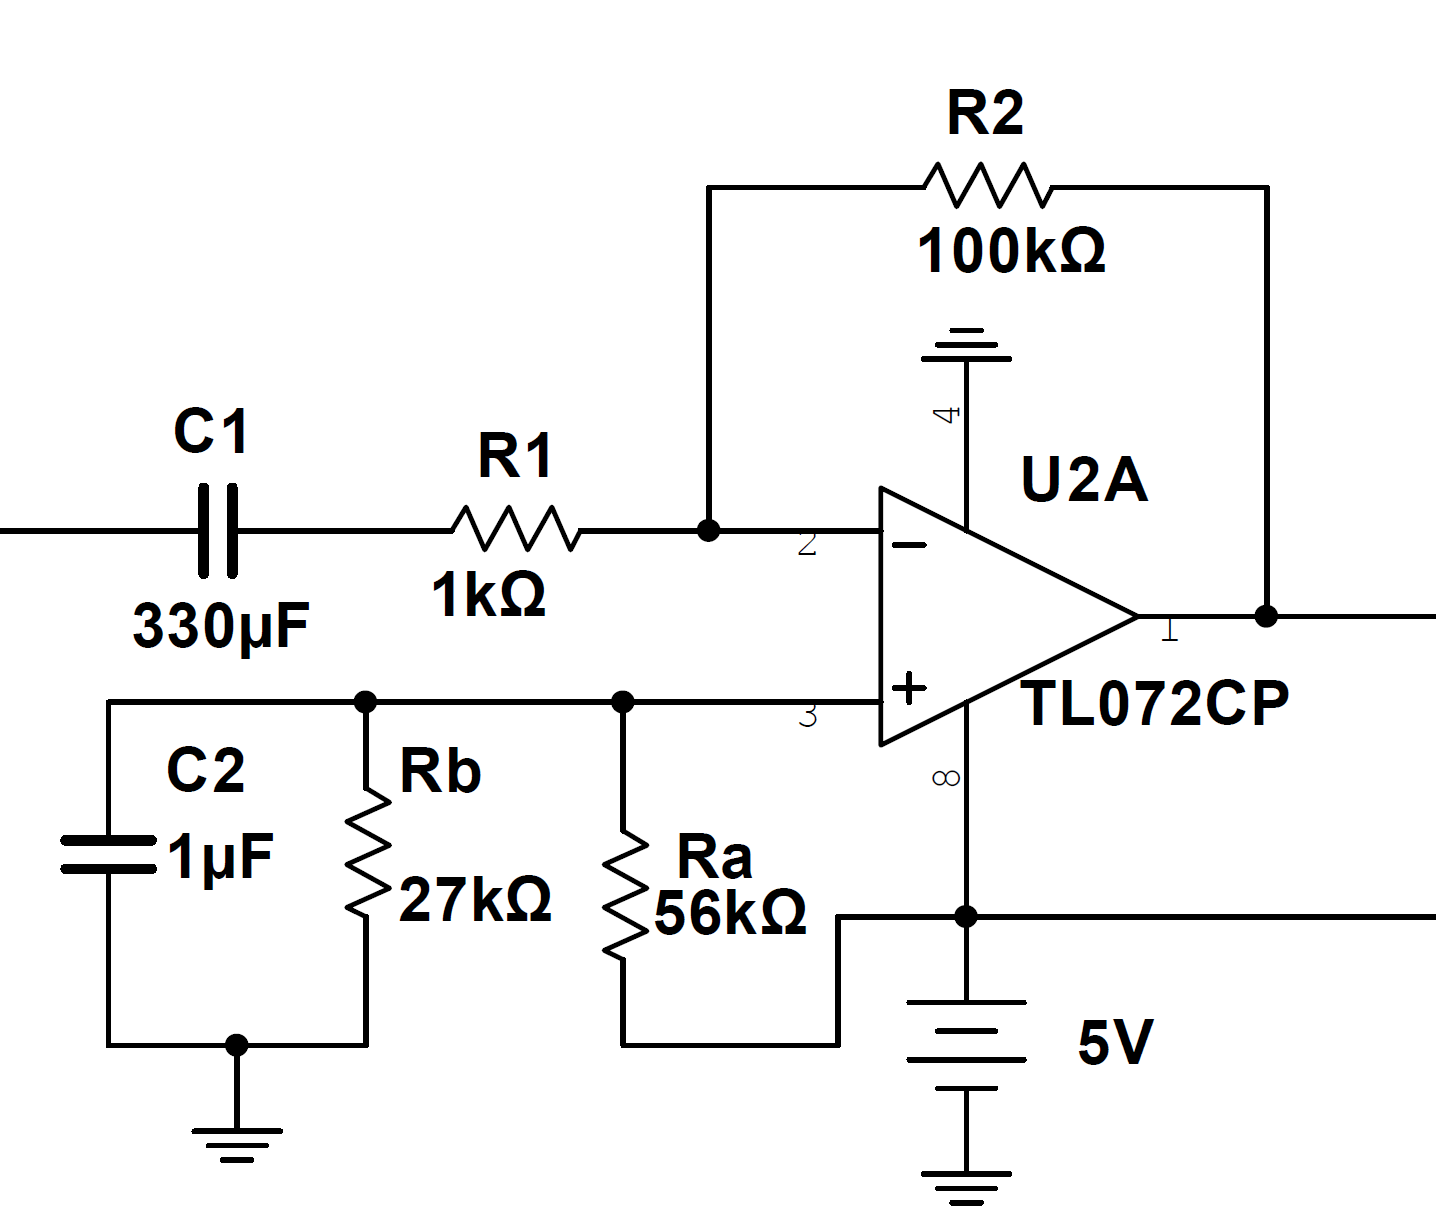 R2
100kΩ
4
C1
R1
U2A
2
−
330µF
1kΩ
1
+
3
TL072CP
C2
1µF
Rb
27kΩ
8
Ra
56kΩ
5V